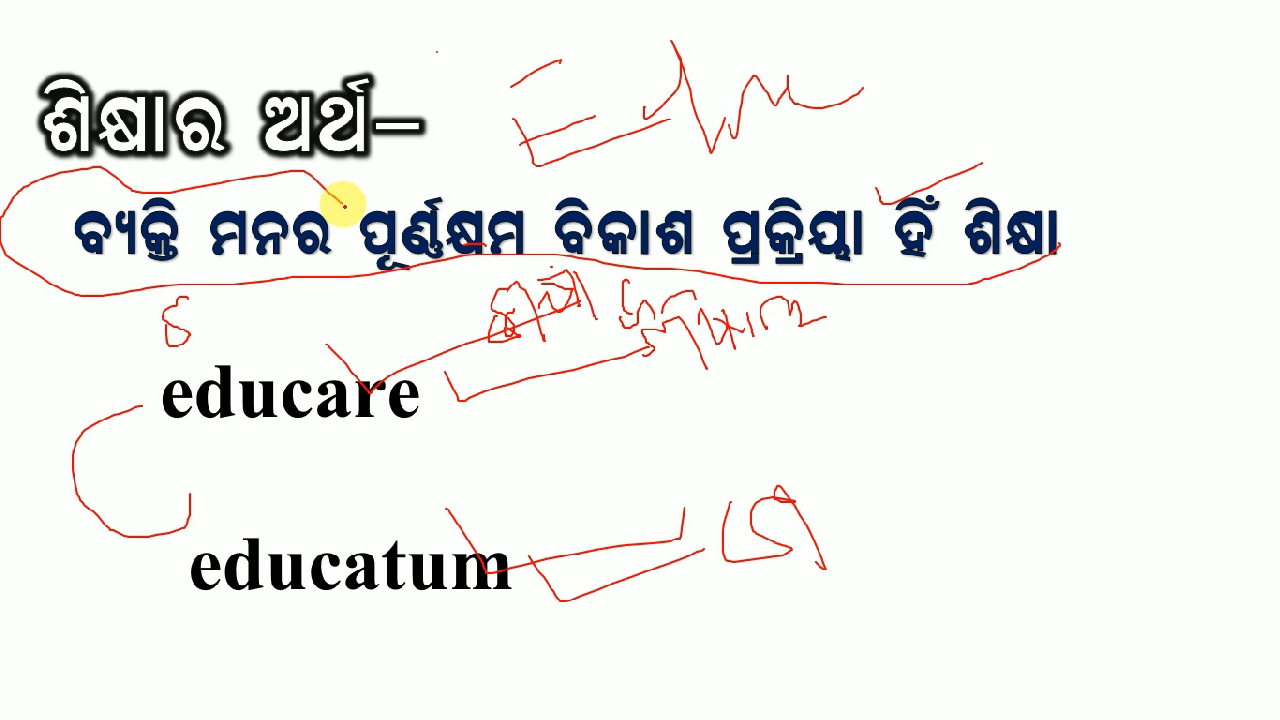 ଶିକ୍ଷାର ଅର୍ଥ–
ବ୍ୟକ୍ତି ମନର ପୂର୍ଣ୍ଣକ୍ଷମ ବିକାଶ ପ୍ରକ୍ରିୟା ହିଁ ଶିକ୍ଷା
educare
educatum